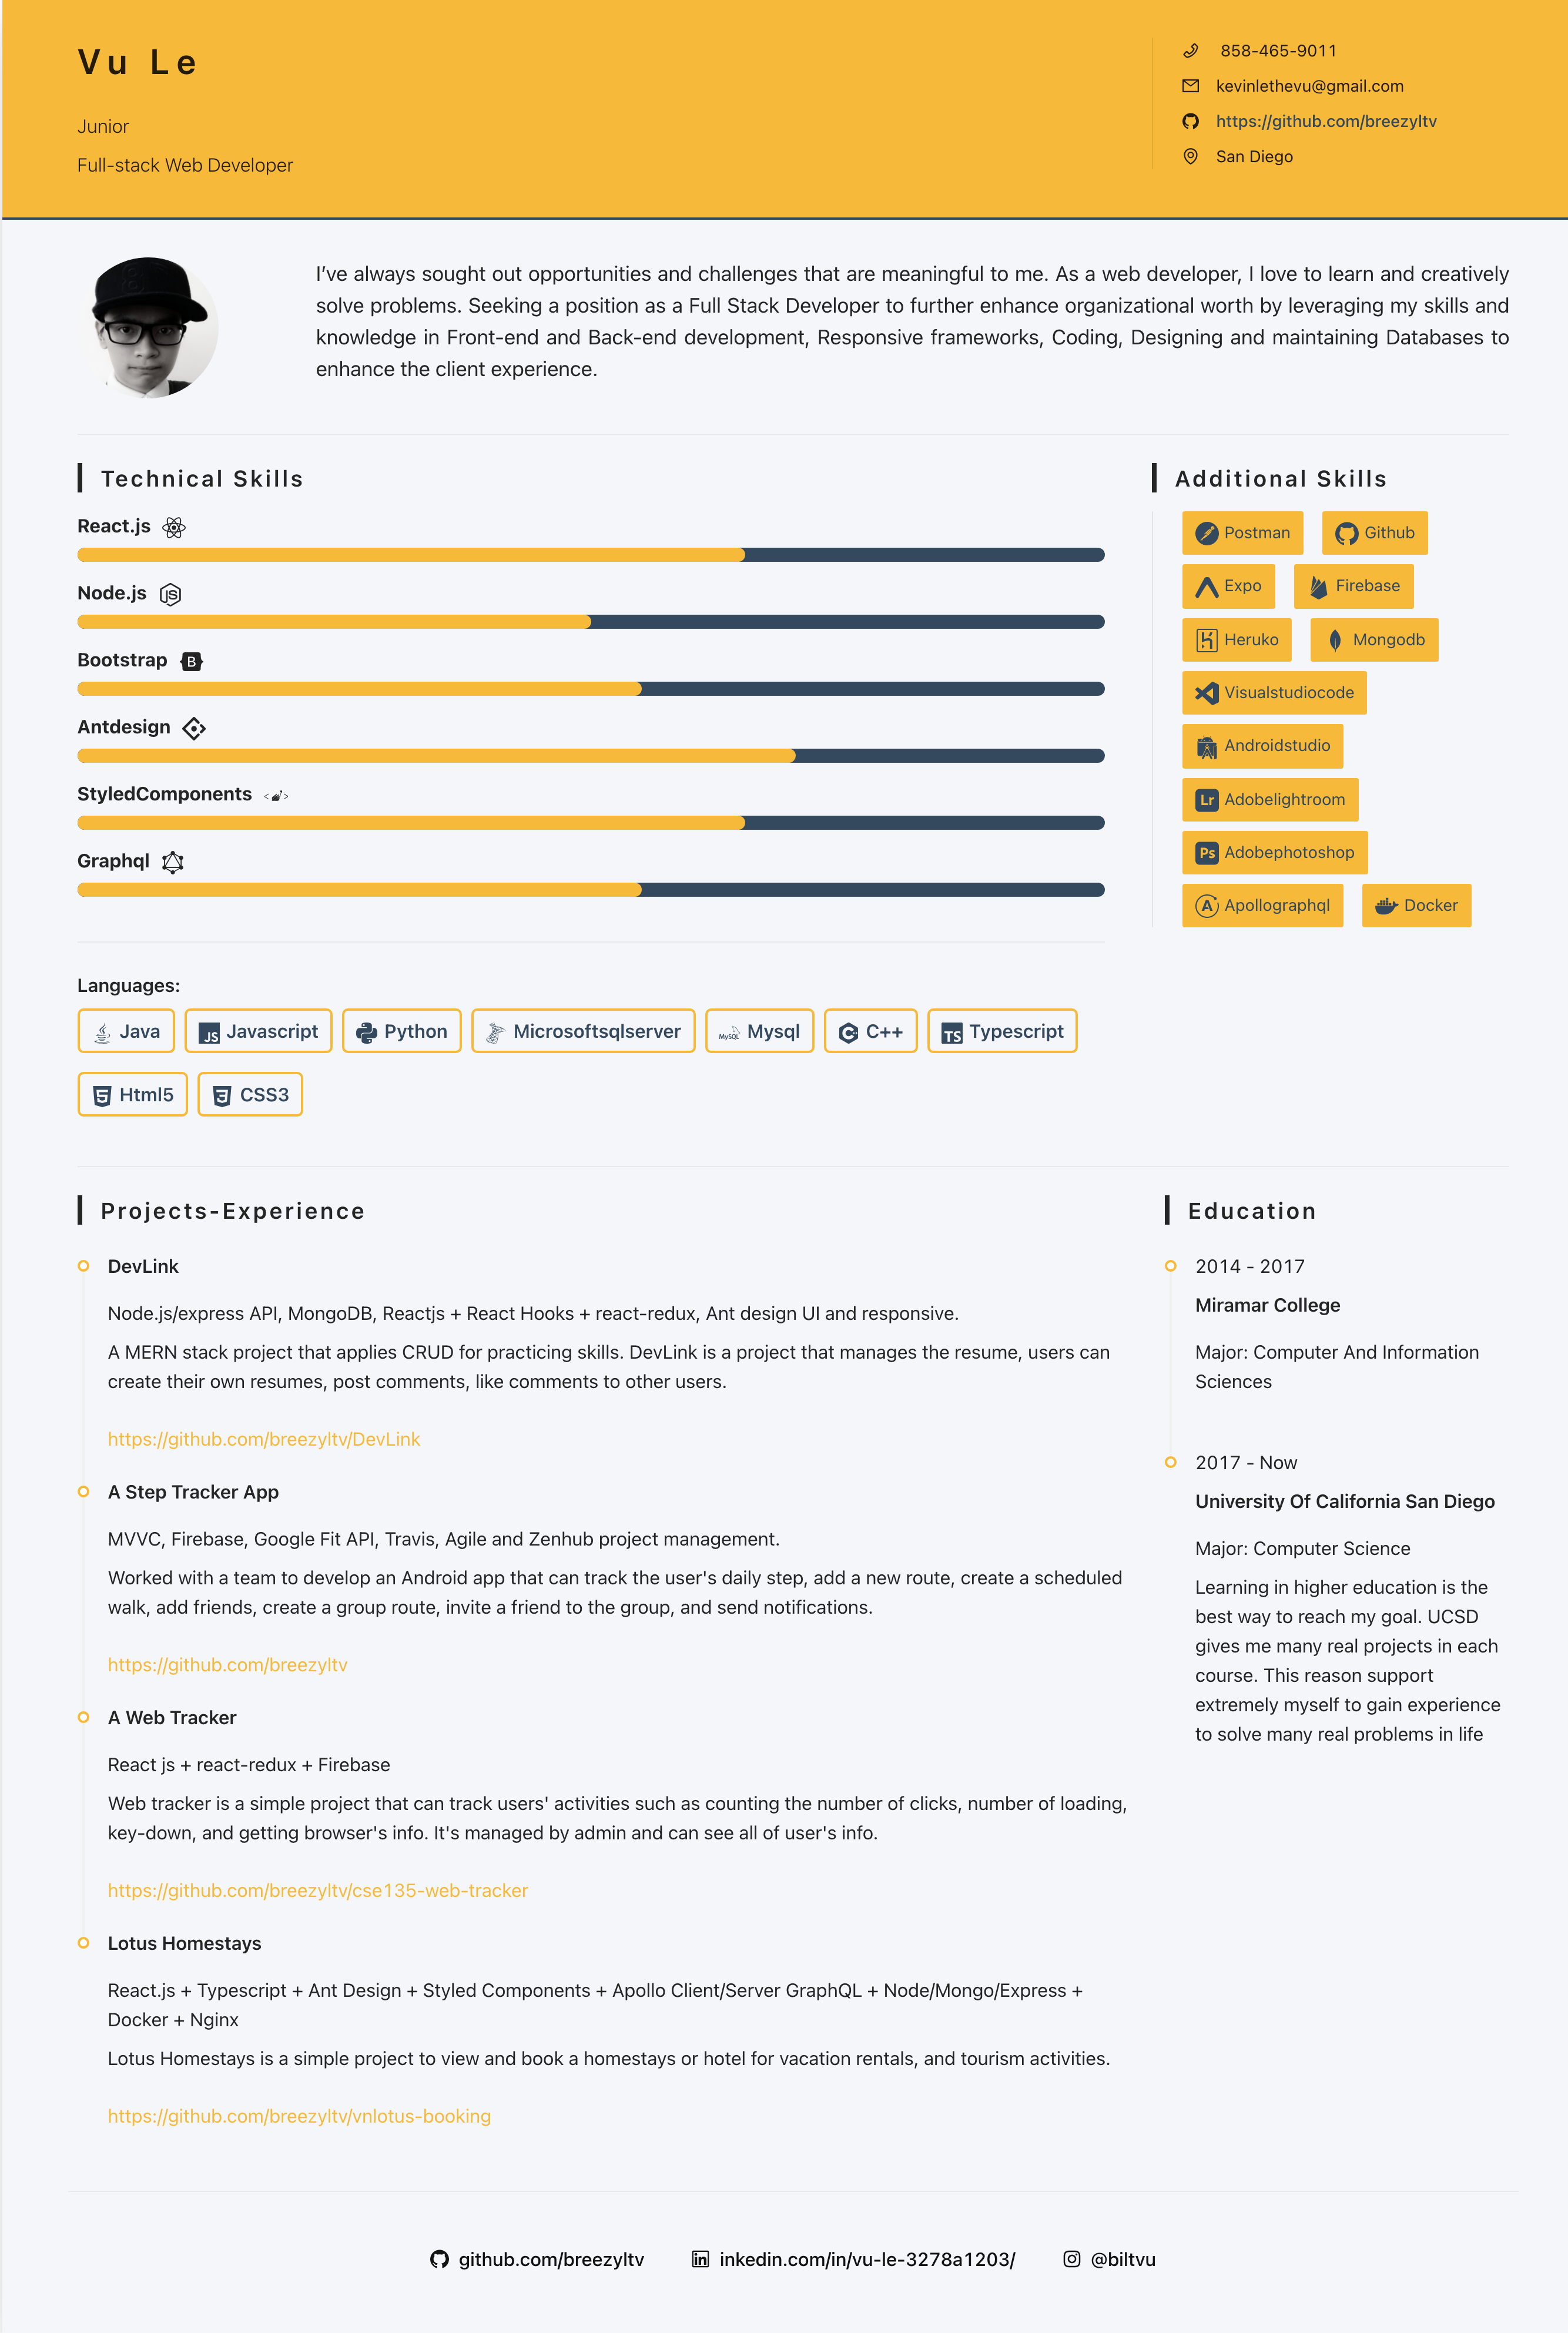 Vu Le
Junior
Full-stack Web Developer
858-465-9011
kevinlethevu@gmail.com
https://github.com/breezyltv
San Diego
I’ve always sought out opportunities and challenges that are meaningful to me. As a web developer, I love to learn and creatively
solve problems. Seeking a position as a Full Stack Developer to further enhance organizational worth by leveraging my skills and
knowledge in Front-end and Back-end development, Responsive frameworks, Coding, Designing and maintaining Databases to
enhance the client experience.
Technical Skills
React.js
Node.js
JS
Bootstrap
B
Antdesign
StyledComponents
Graphql
Additional Skills
Postman
Github
Expo
Firebase
Heruko
Mongodb
Visualstudiocode
Androidstudio
Lr Adobelightroom
Ps Adobephotoshop
A Apollographql
Docker
Languages:
Java
JS Javascript
Python
Microsoftsqlserver
MySQL Mysql
C++
TS Typescript
Html5
CSS3
Projects-Experience
DevLink
Node.js/express API, MongoDB, Reactjs + React Hooks + react-redux, Ant design UI and responsive.
A MERN stack project that applies CRUD for practicing skills. DevLink is a project that manages the resume, users can
create their own resumes, post comments, like comments to other users.
https://github.com/breezyltv/DevLink
A Step Tracker App
MVVC, Firebase, Google Fit API, Travis, Agile and Zenhub project management.
Worked with a team to develop an Android app that can track the user's daily step, add a new route, create a scheduled
walk, add friends, create a group route, invite a friend to the group, and send notifications.
https://github.com/breezyltv
A Web Tracker
React js + react-redux + Firebase
Web tracker is a simple project that can track users' activities such as counting the number of clicks, number of loading,
key-down, and getting browser's info. It's managed by admin and can see all of user's info.
https://github.com/breezyltv/cse135-web-tracker
Lotus Homestays
React.js + Typescript + Ant Design + Styled Components + Apollo Client/Server GraphQL + Node/Mongo/Express +
Docker + Nginx
Lotus Homestays is a simple project to view and book a homestays or hotel for vacation rentals, and tourism activities.
https://github.com/breezyltv/vnlotus-booking
Education
2014 - 2017
Miramar College
Major: Computer And Information
Sciences
2017 - Now
University Of California San Diego
Major: Computer Science
Learning in higher education is the
best way to reach my goal. UCSD
gives me many real projects in each
course. This reason support
extremely myself to gain experience
to solve many real problems in life
github.com/breezyltv
in inkedin.com/in/vu-le-3278a1203/
@biltvu